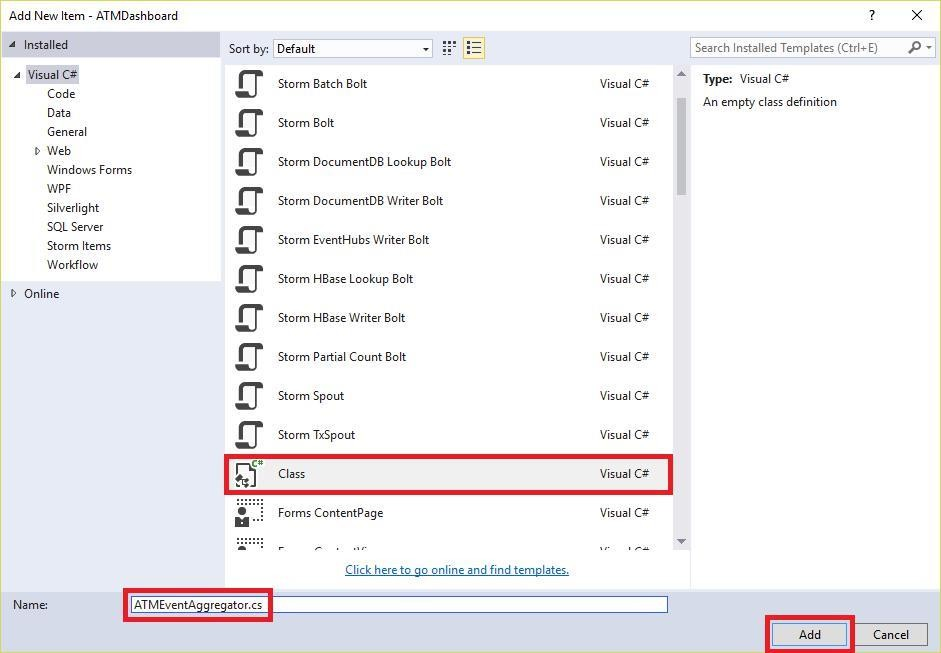 Add New Item - ATMDashboard
?
Installed
Visual C#
Code
Data
General
Web
Windows Forms
WPF
Silverlight
SQL Server
Storm Items
Workflow
Online
Sort by: Default
Storm Batch Bolt Visual C#
Storm Bolt Visual C#
Storm DocumentDB Lookup Bolt Visual C#
Storm DocumentDB Writer Bolt Visual C#
Storm EventHubs Writer Bolt Visual C#
Storm HBase Lookup Bolt Visual C#
Storm HBase Writer Bolt Visual C#
Storm Partial Count Bolt Visual C#
Storm Spout Visual C#
Storm TxSpout Visual C#
C#
Class Visual C#
Forms ContentPage Visual C#
Click here to go online and find templates.
Search Installed Templates (Ctrl+E)
Type: Visual C#
An empty class definition
Name: ATMEventAggregator.cs
Add Cancel